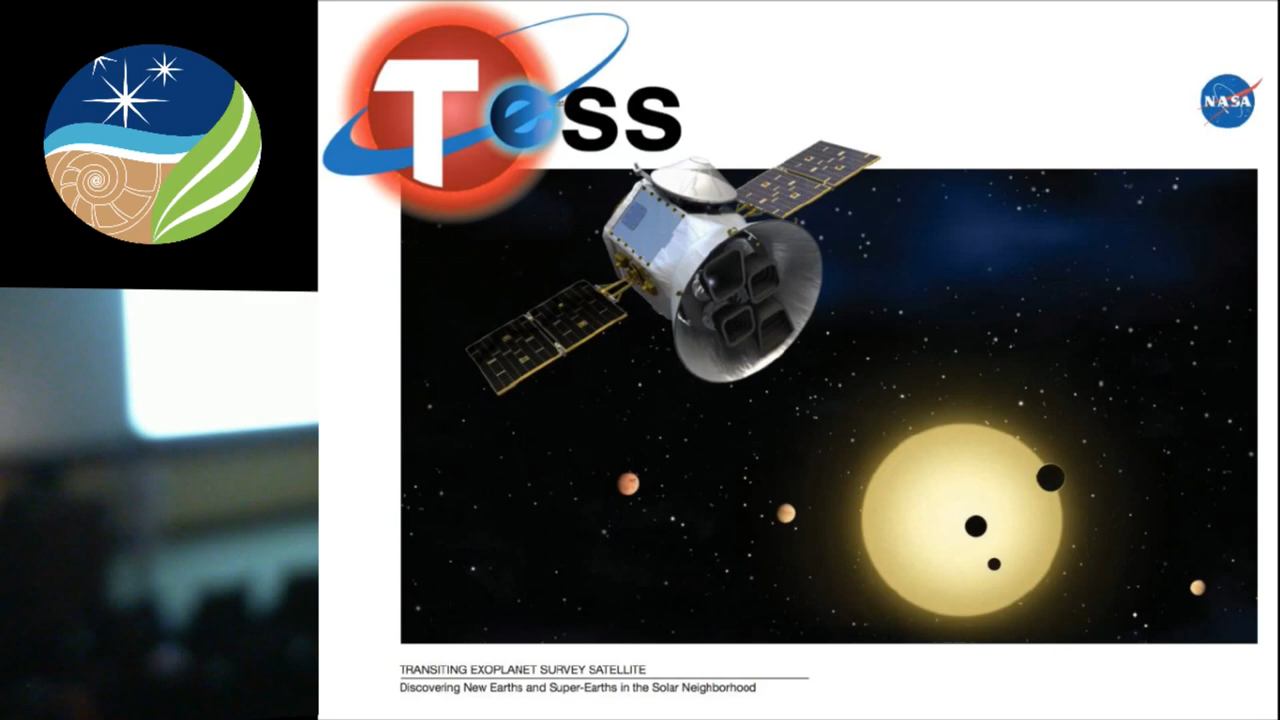 Tess
NASA
TRANSITING EXOPLANET SURVEY SATELLITE
Discovering New Earths and Super-Earths in the Solar Neighborhood